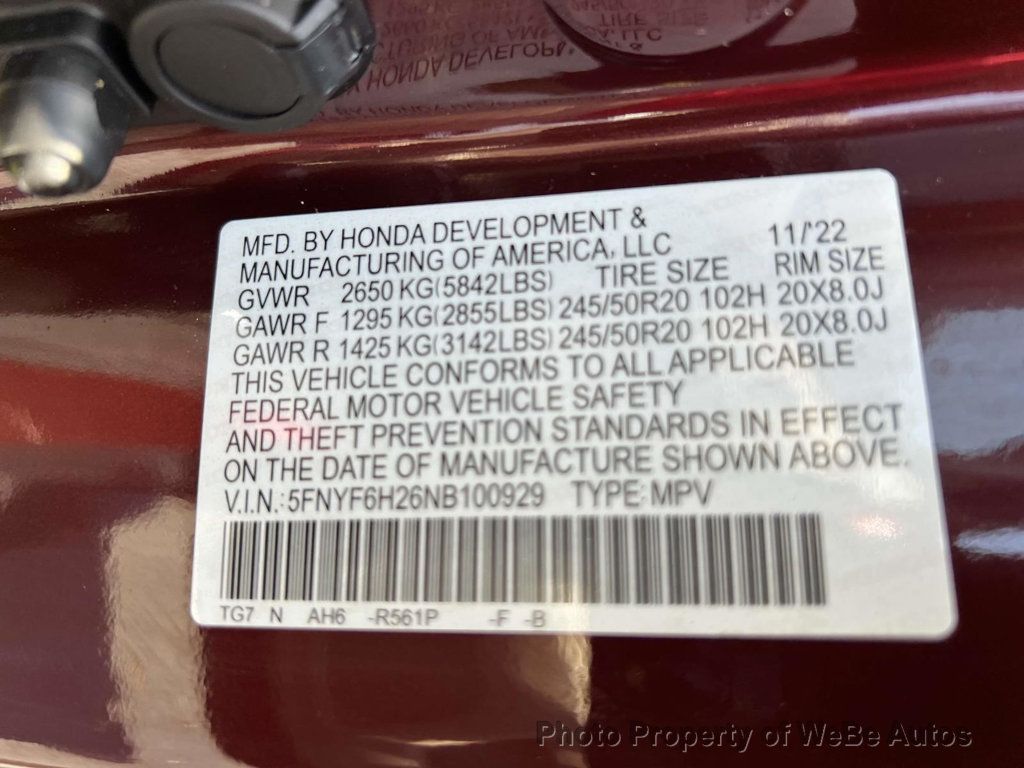 MFD. BY HONDA DEVELOPMENT & 11/'22
MANUFACTURING OF AMERICA, LLC
GVWR 2650 KG(5842LBS) TIRE SIZE RIM SIZE
GAWR F 1295 KG(2855LBS) 245/50R20 102H 20X8.0J
GAWR R 1425 KG(3142LBS) 245/50R20 102H 20X8.0J
THIS VEHICLE CONFORMS TO ALL APPLICABLE
FEDERAL MOTOR VEHICLE SAFETY
AND THEFT PREVENTION STANDARDS IN EFFECT
ON THE DATE OF MANUFACTURE SHOWN ABOVE.
V.I.N.: 5FNYF6H26NB100929 TYPE: MPV
TG7 N AH6 -R561P -F -B
Photo Property of WeBe Autos